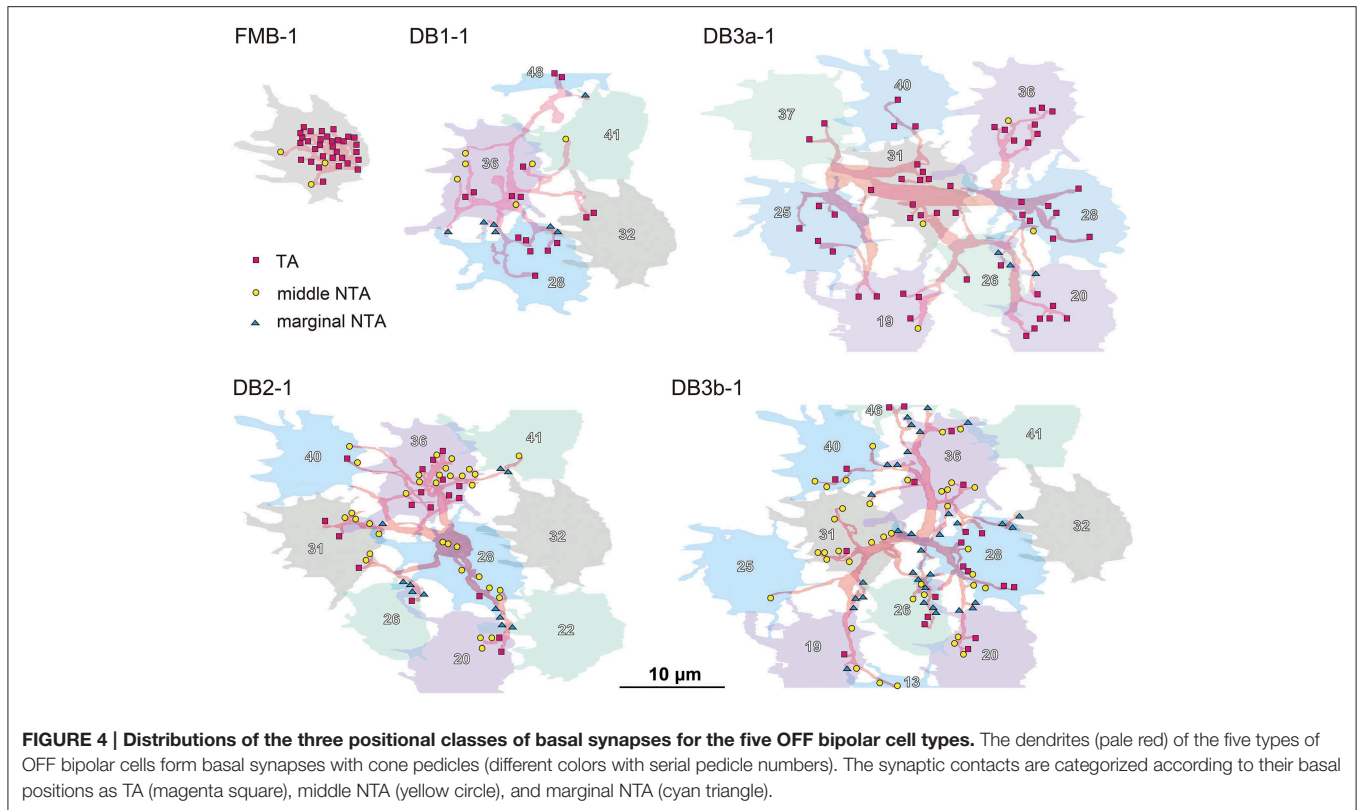 FMB-1
DB1-1
DB3a-1
48
41
36
32
28
TA
middle NTA
marginal NTA
40
36
37
31
25
28
26
20
19
DB2-1
DB3b-1
36
41
40
32
31
28
26
22
20
46
41
40
36
32
31
28
25
26
19
20
13
10 µm
FIGURE 4 | Distributions of the three positional classes of basal synapses for the five OFF bipolar cell types. The dendrites (pale red) of the five types of
OFF bipolar cells form basal synapses with cone pedicles (different colors with serial pedicle numbers). The synaptic contacts are categorized according to their basal
positions as TA (magenta square), middle NTA (yellow circle), and marginal NTA (cyan triangle).